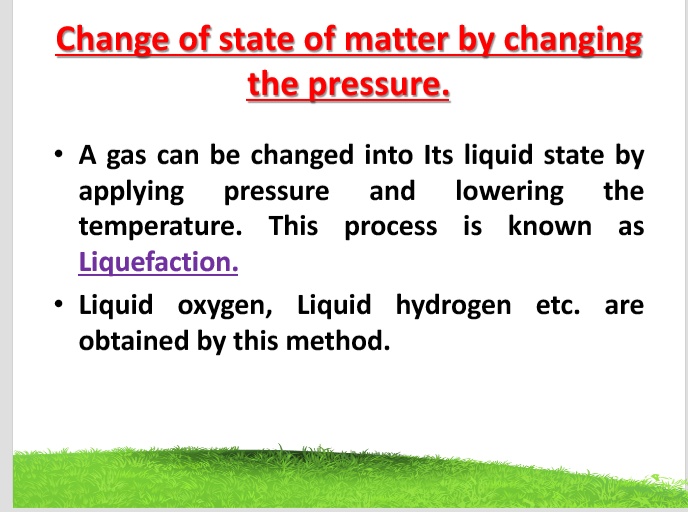 Change of state of matter by changing
the pressure.
• A gas can be changed into Its liquid state by
applying pressure and lowering the
temperature. This process is known as
Liquefaction.
• Liquid oxygen, Liquid hydrogen etc. are
obtained by this method.